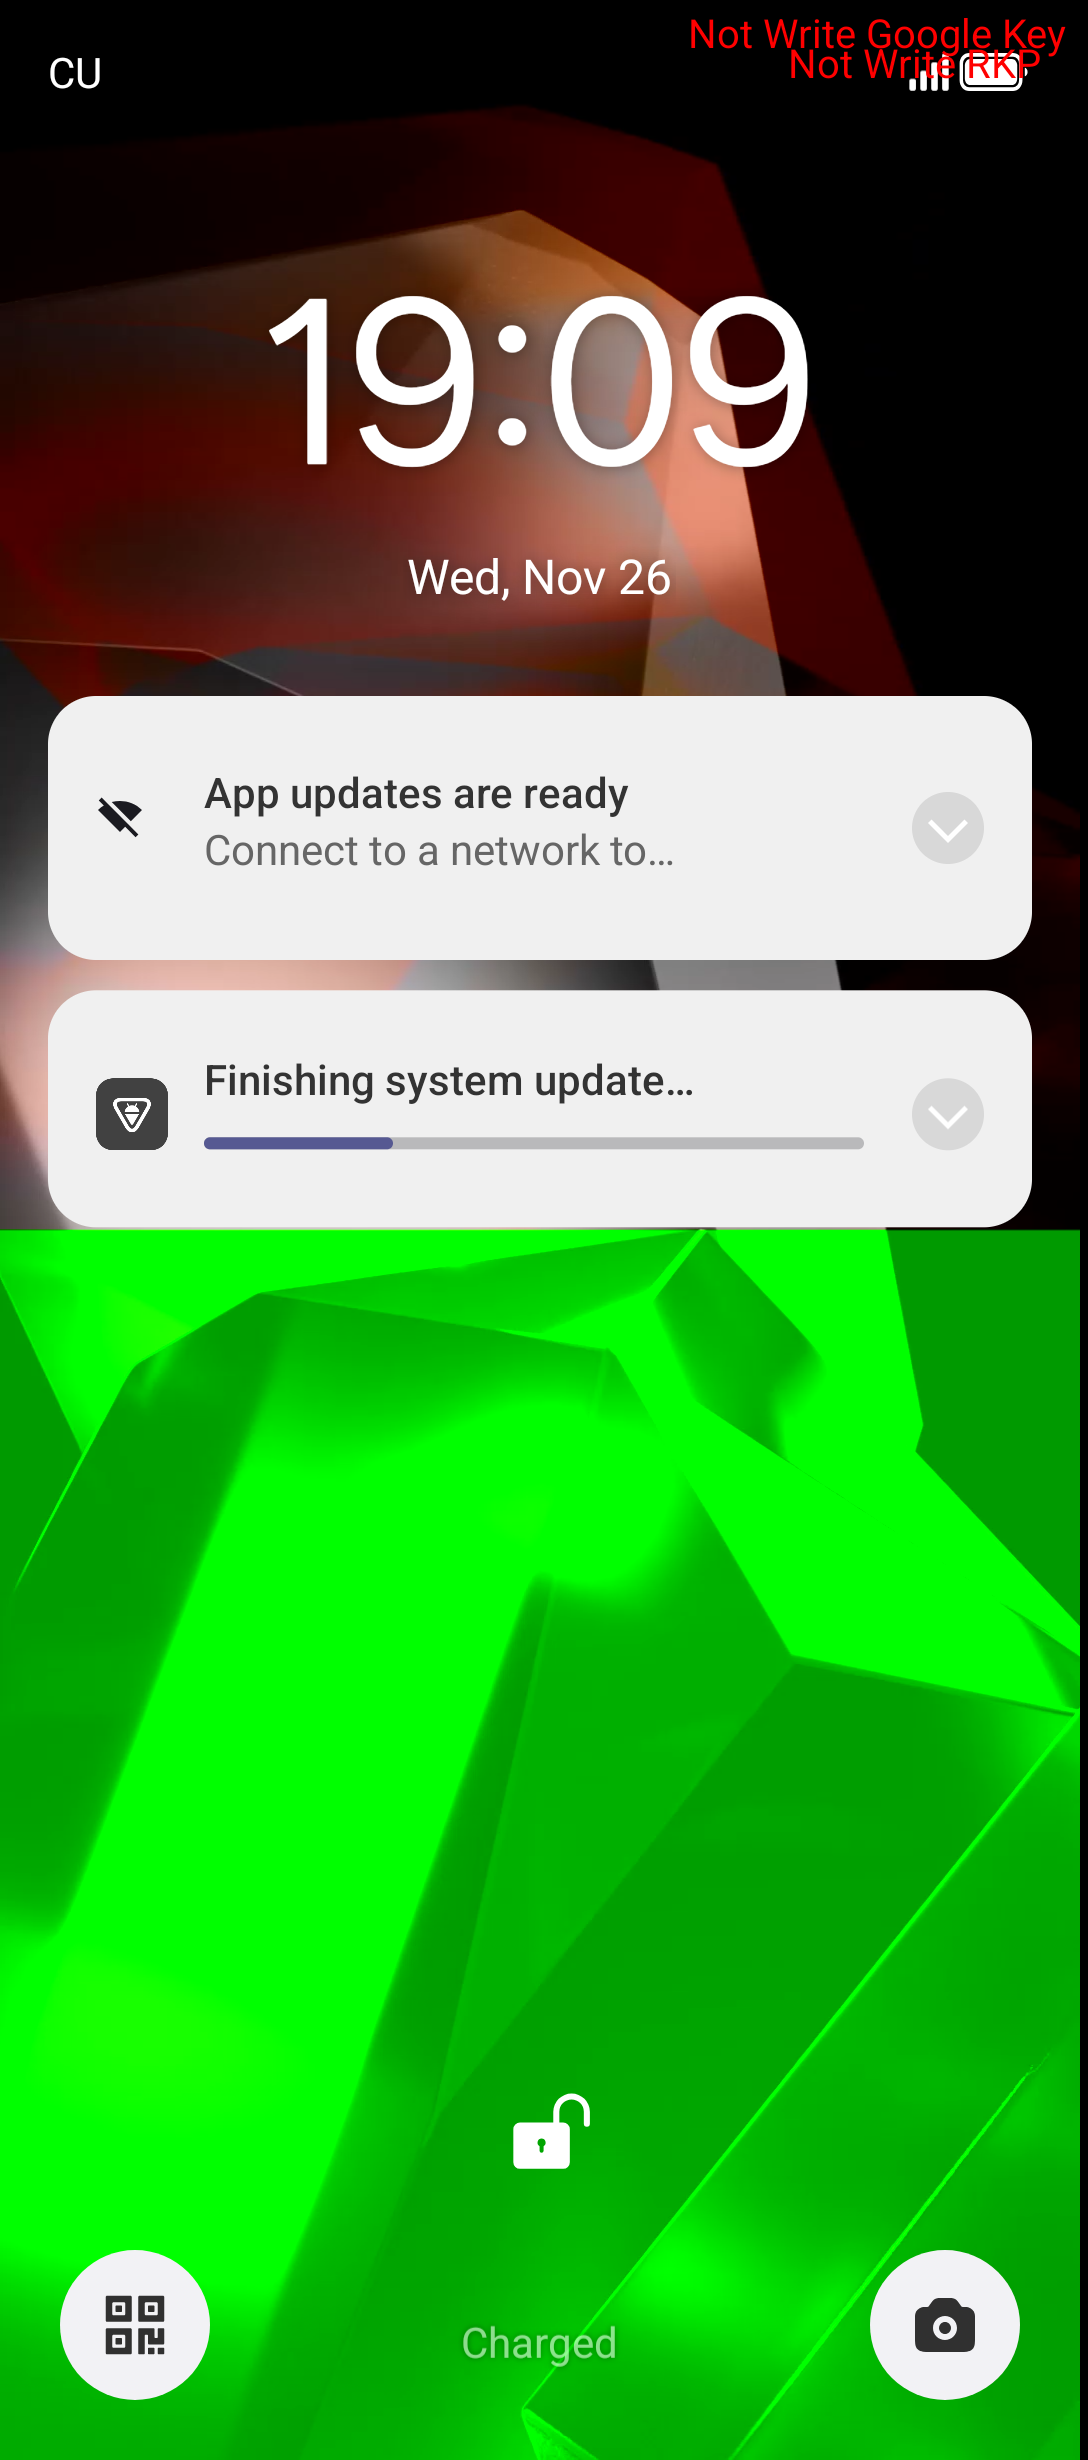 Not Write Google Key
CU
Not Write RKP
19:09
Wed, Nov 26
App updates are ready
Connect to a network to…
Finishing system update…
Charged